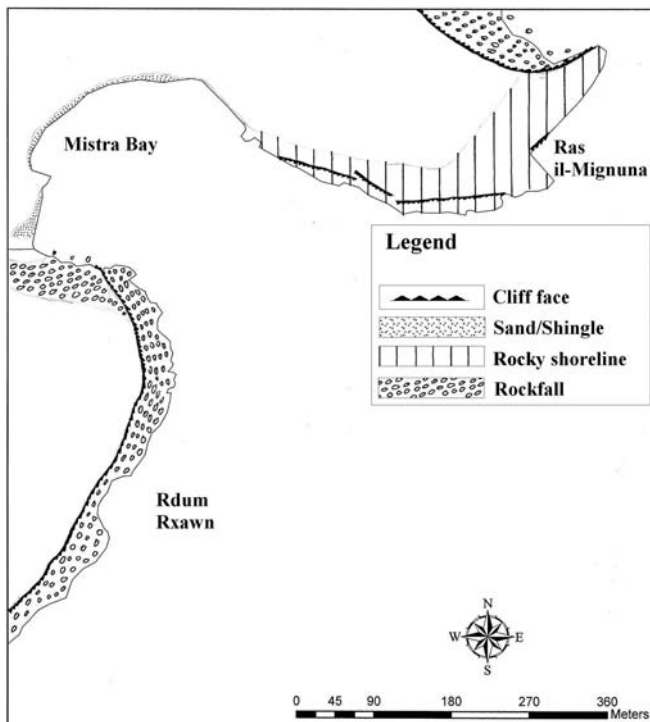 Mistra Bay
Ras
il-Mignuna
Legend
Cliff face
Sand/Shingle
Rocky shoreline
Rockfall
Rdum
Rxawn
N
W E
S
0 45 90 180 270 360
Meters